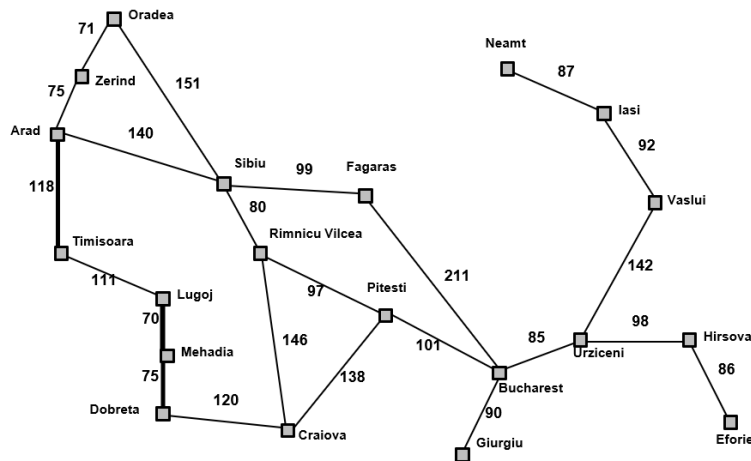 Oradea
71
Neamt
87
Zerind
151
75
Iasi
Arad
140
92
Sibiu
99
Fagaras
118
80
Vaslui
Timisoara
Rimnicu Vilcea
211
142
111
97
Pitesti
Lugoj
70
98
Hirsova
146
101
85
Urziceni
Mehadia
86
75
138
Bucharest
Dobreta
120
90
Craiova
Giurgiu
Eforie